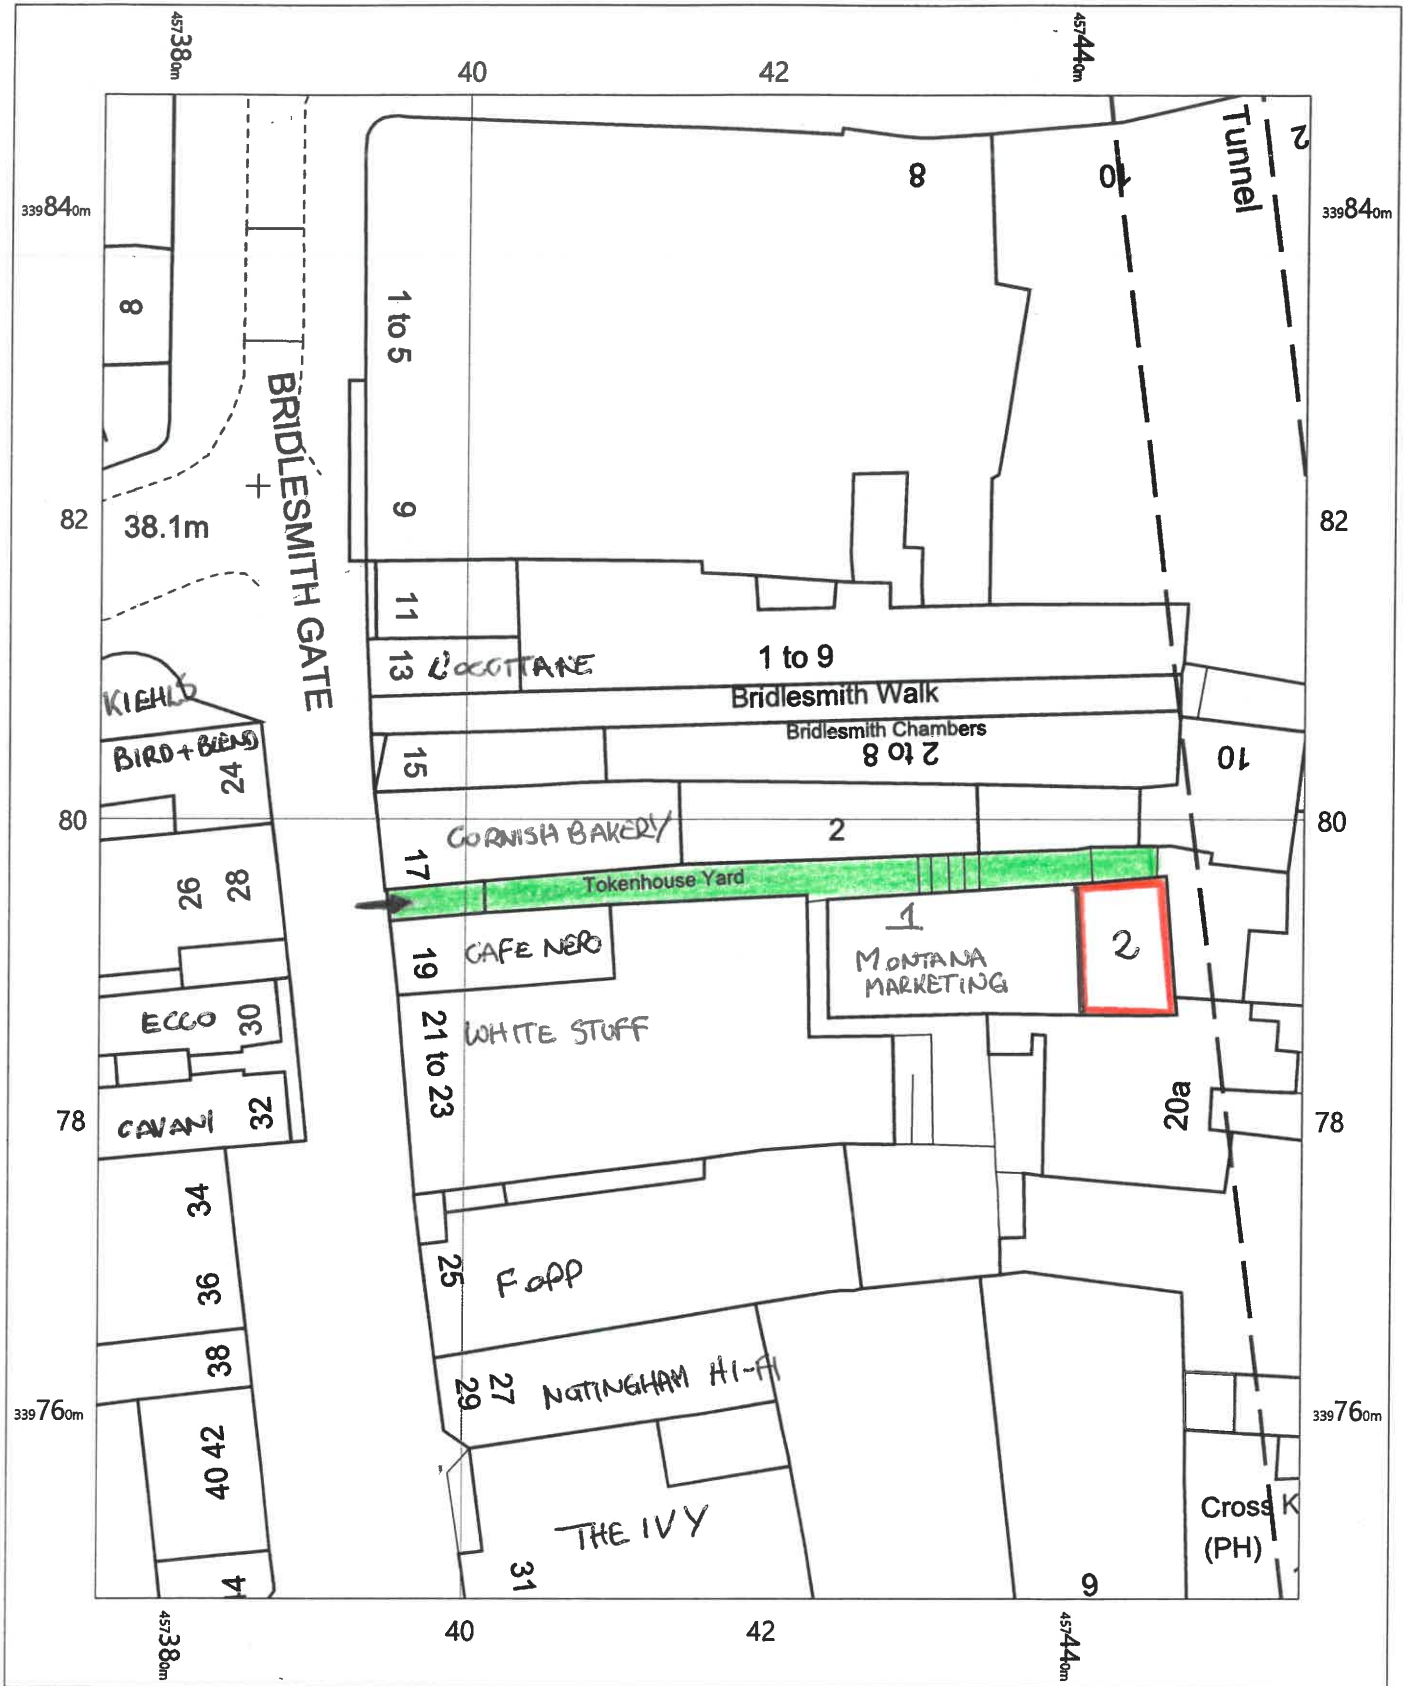 457380m
40
42
457440m
339840m
339840m
Tunnel
2
8
10
8
1 to 5
BRIDLESMITH GATE
9
82
38.1m
82
11
13
L'OCCITTANE
1 to 9
KIEHL'S
Bridlesmith Walk
Bridlesmith Chambers
BIRD + BLEND
24
15
2 to 8
10
80
CORNISH BAKERY
2
80
17
Tokenhouse Yard
26
28
19
CAFE NERO
1
MONTANA
MARKETING
2
ECCO
30
21 to 23
WHITE STUFF
78
CAVANI
32
20a
78
34
25
FOPP
36
38
29
27
NOTINGHAM HI-FI
339760m
339760m
40 42
THE IVY
Cross K
(PH)
31
9
457380m
40
42
457440m